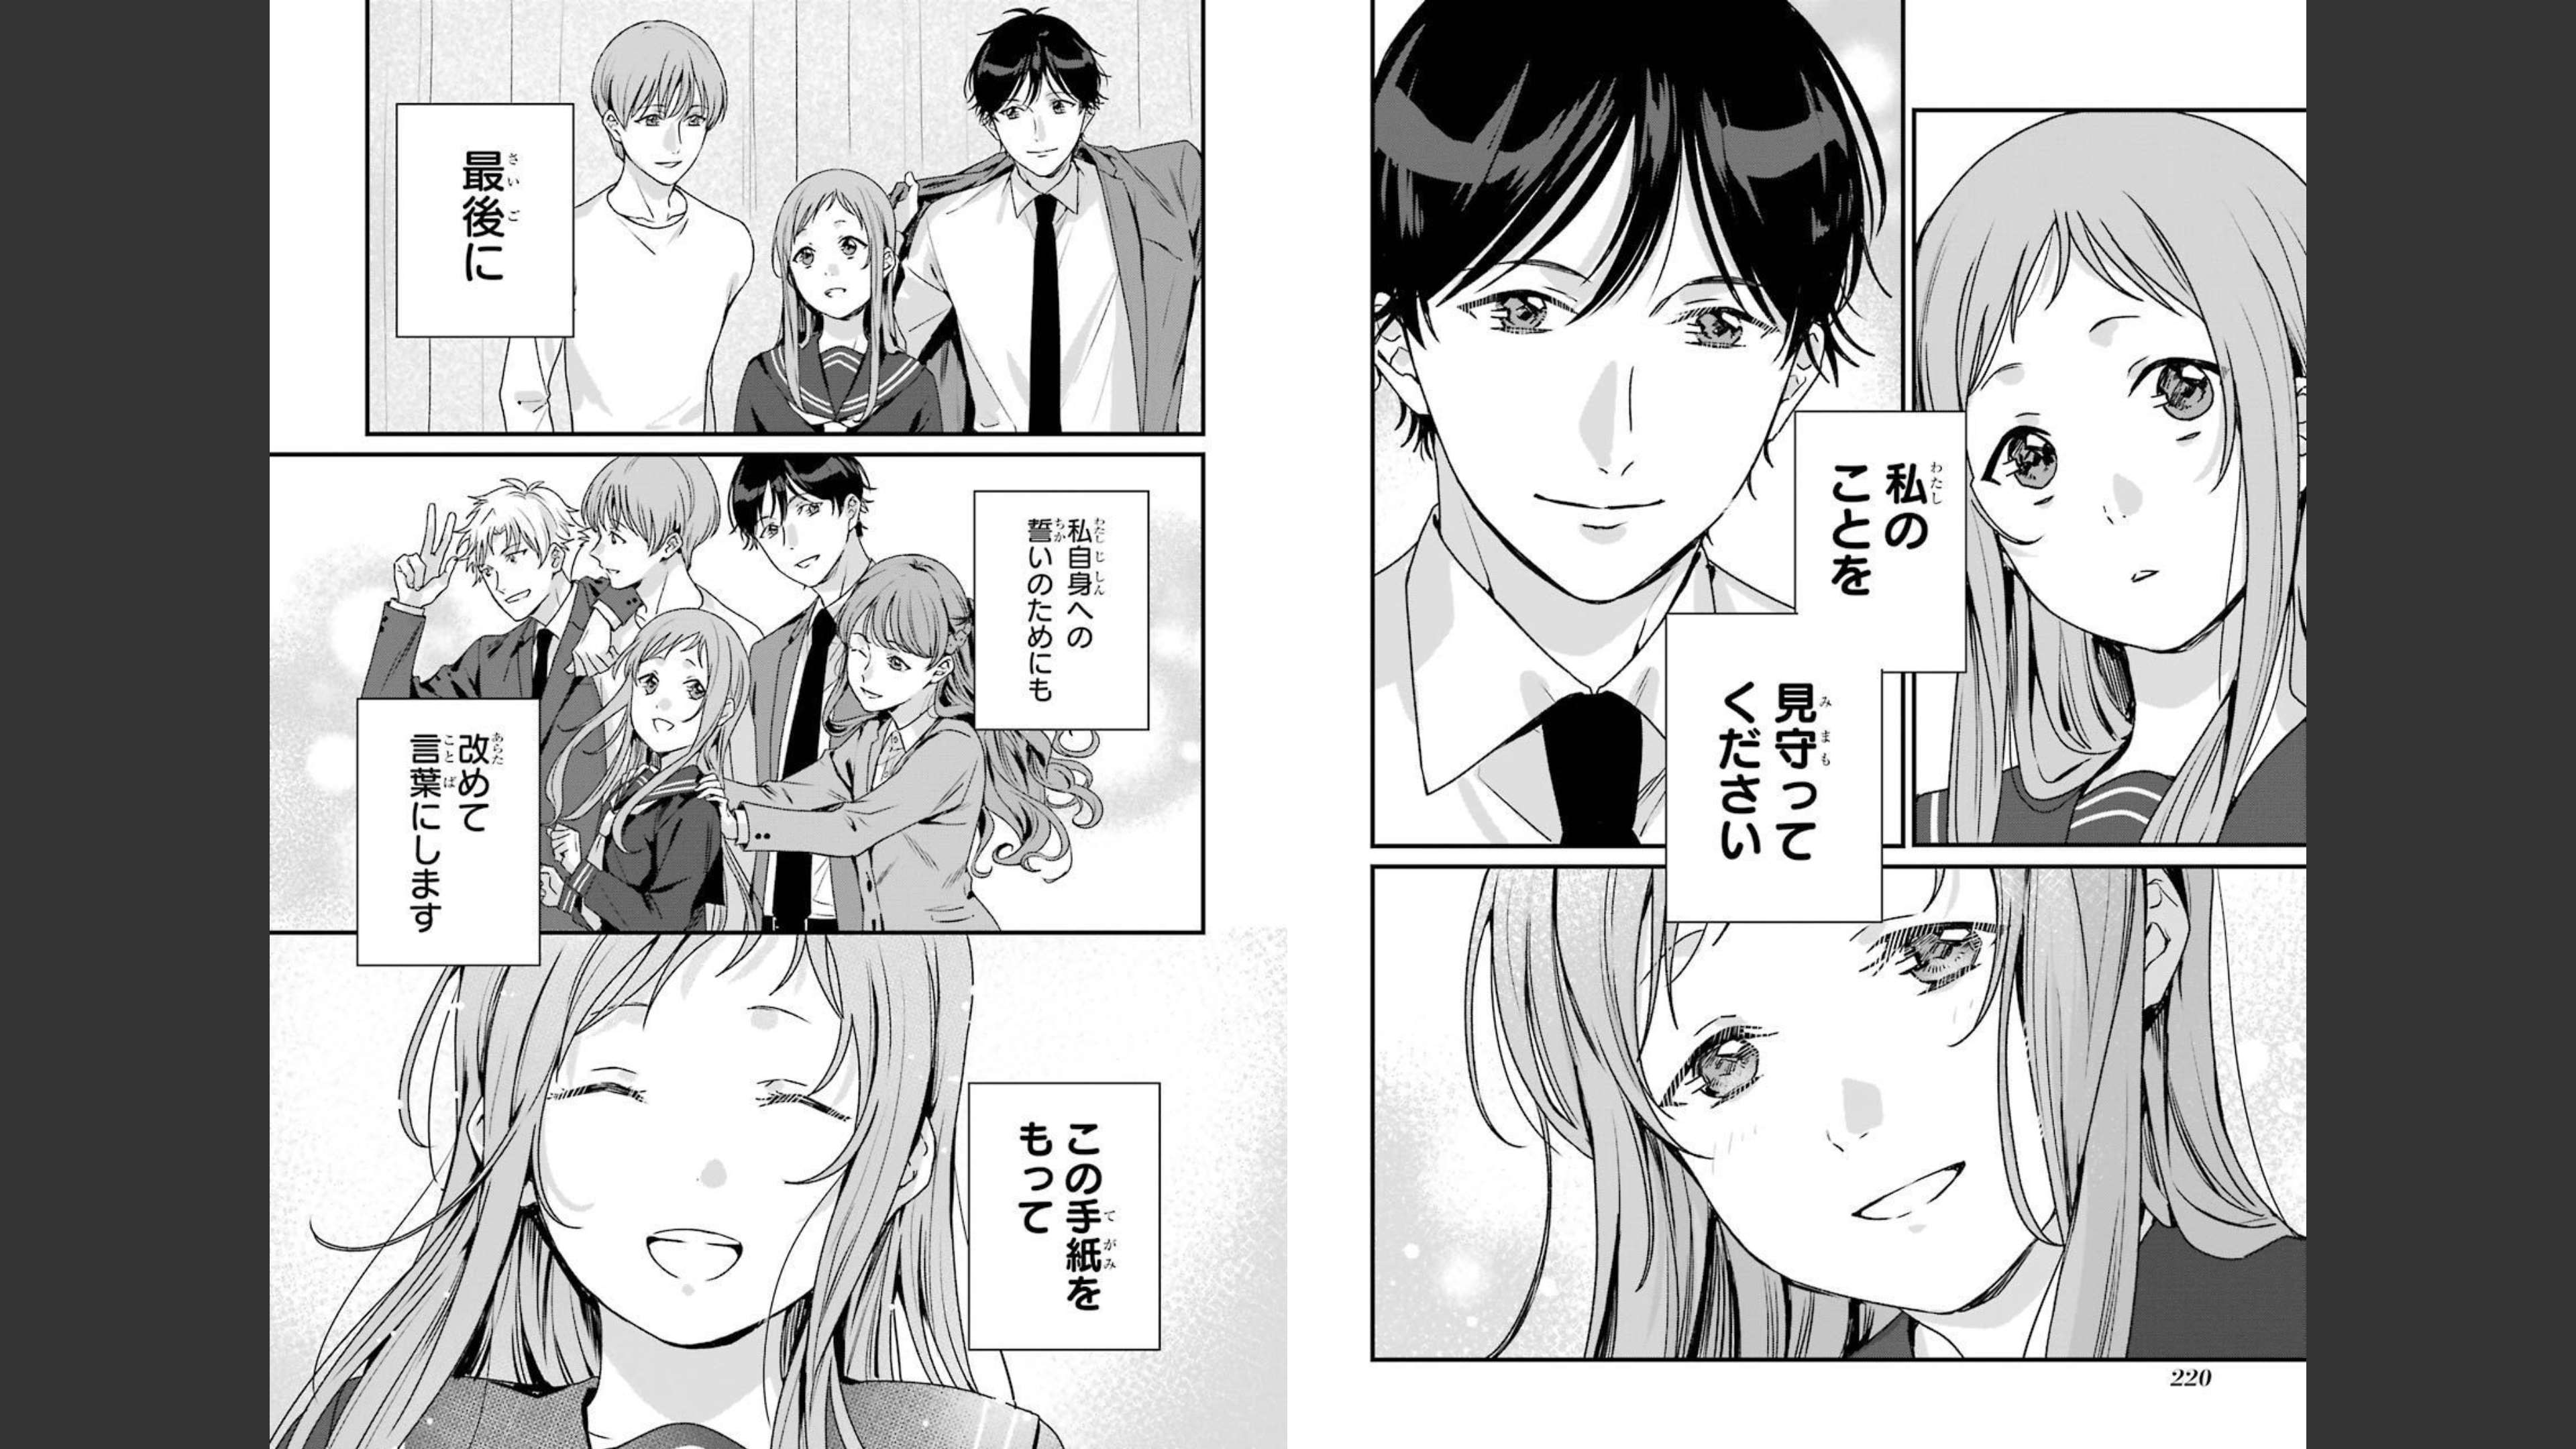 私の
ことを
見守って
ください
220
最後に
私自身への
誓いのためにも
改めて
言葉にします
この手紙を
もって